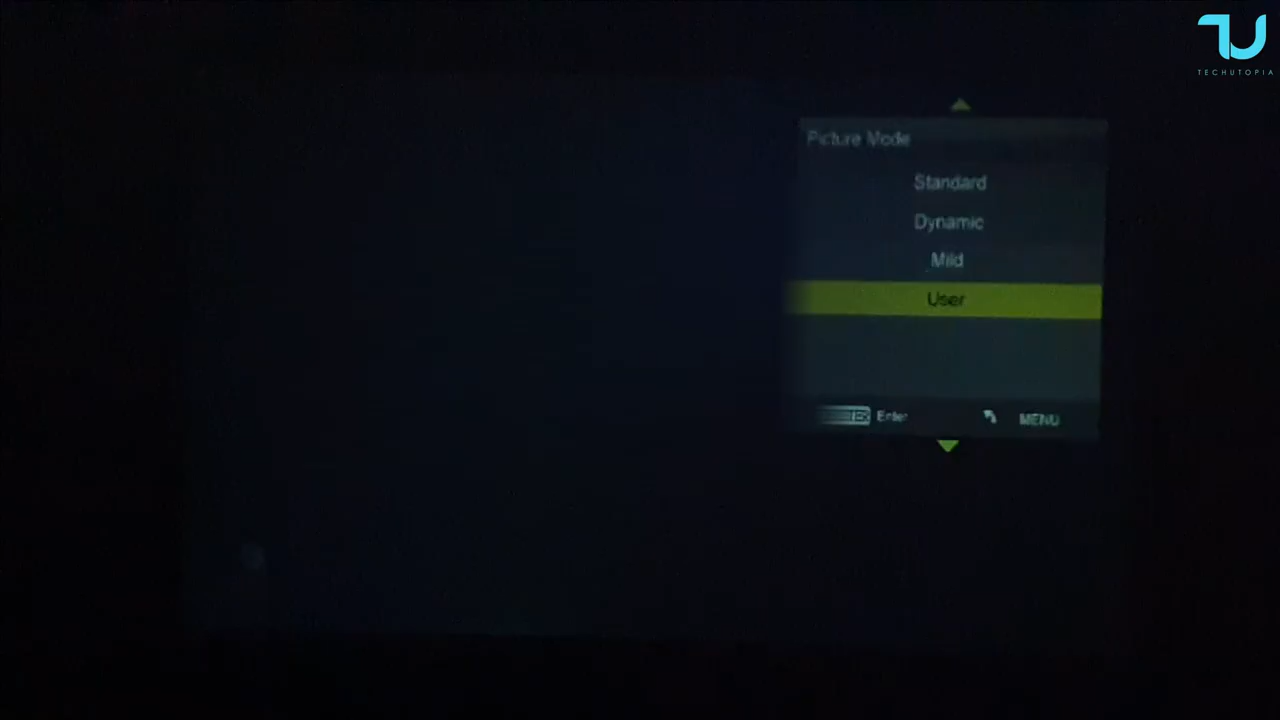 TECHUTOPIA
Picture Mode
Standard
Dynamic
Mild
User
Enter
MENU